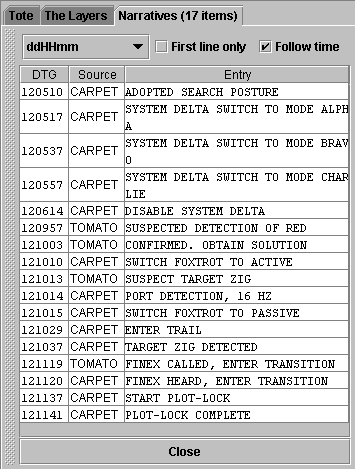 Tote The Layers Narratives (17 items)
ddHHmm First line only Follow time
DTG Source Entry
120510 CARPET ADOPTED SEARCH POSTURE
120517 CARPET SYSTEM DELTA SWITCH TO MODE ALPH
A
120537 CARPET SYSTEM DELTA SWITCH TO MODE BRAV
O
120557 CARPET SYSTEM DELTA SWITCH TO MODE CHAR
LIE
120614 CARPET DISABLE SYSTEM DELTA
120957 TOMATO SUSPECTED DETECTION OF RED
121003 TOMATO CONFIRMED. OBTAIN SOLUTION
121010 CARPET SWITCH FOXTROT TO ACTIVE
121013 TOMATO SUSPECT TARGET ZIG
121014 CARPET PORT DETECTION, 16 HZ
121015 CARPET SWITCH FOXTROT TO PASSIVE
121029 CARPET ENTER TRAIL
121037 CARPET TARGET ZIG DETECTED
121119 TOMATO FINEX CALLED, ENTER TRANSITION
121120 CARPET FINEX HEARD, ENTER TRANSITION
121137 CARPET START PLOT-LOCK
121141 CARPET PLOT-LOCK COMPLETE
Close